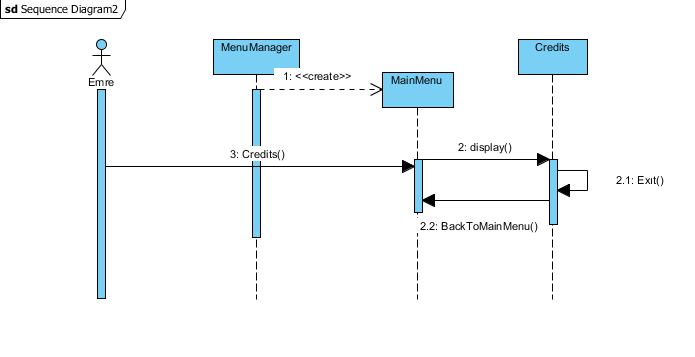 sd Sequence Diagram2
MenuManager
Credits
1: <<create>>
MainMenu
Emre
3: Credits()
2: display()
2.1: Exit()
2.2: BackToMainMenu()